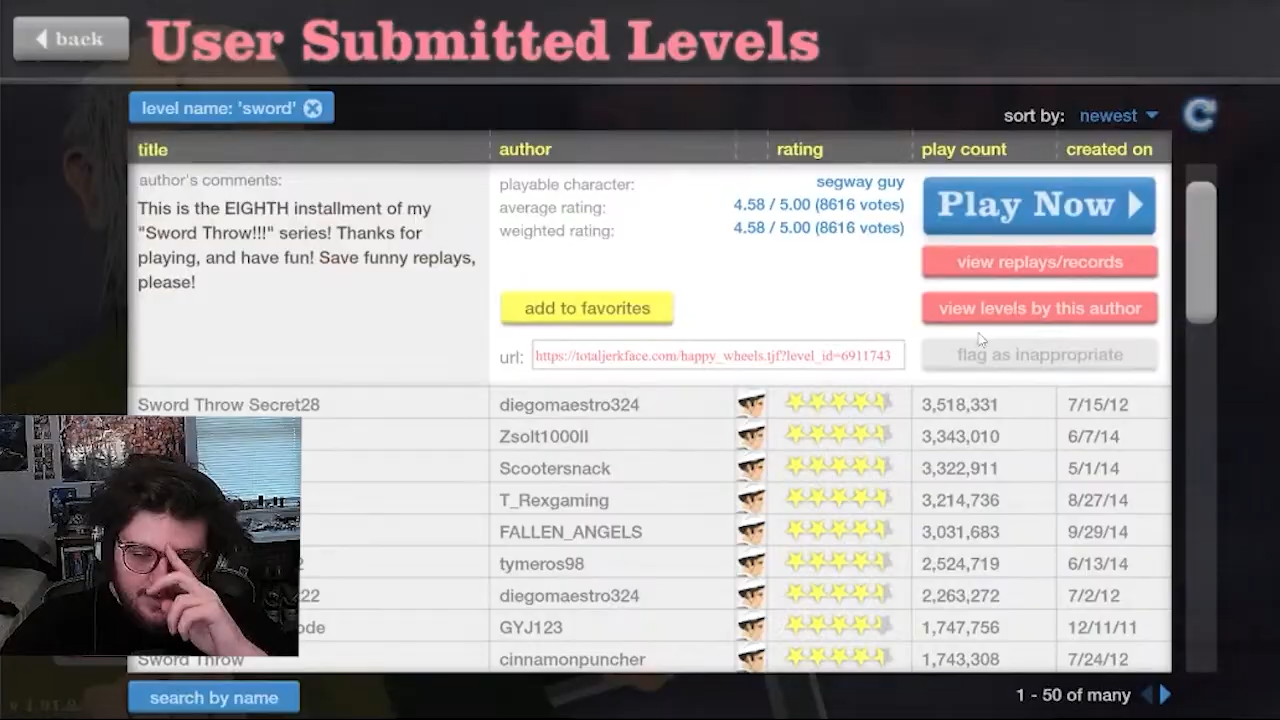 back
User Submitted Levels
level name: 'sword'
sort by: newest
title author rating play count created on
author's comments:
This is the EIGHTH installment of my
"Sword Throw!!!" series! Thanks for
playing, and have fun! Save funny replays,
please!
playable character: segway guy
average rating: 4.58 / 5.00 (8616 votes)
weighted rating: 4.58 / 5.00 (8616 votes)
add to favorites
url: https://totaljerkface.com/happy_wheels.tjf?level_id=6911743
Play Now
view replays/records
view levels by this author
flag as inappropriate
Sword Throw Secret28 diegomaestro324 3,518,331 7/15/12
Zsolt1000II 3,343,010 6/7/14
Scootersnack 3,322,911 5/1/14
T_Rexgaming 3,214,736 8/27/14
FALLEN_ANGELS 3,031,683 9/29/14
tymeros98 2,524,719 6/13/14
22 diegomaestro324 2,263,272 7/2/12
ode GYJ123 1,747,756 12/11/11
Sword Throw cinnamonpuncher 1,743,308 7/24/12
search by name
1 - 50 of many